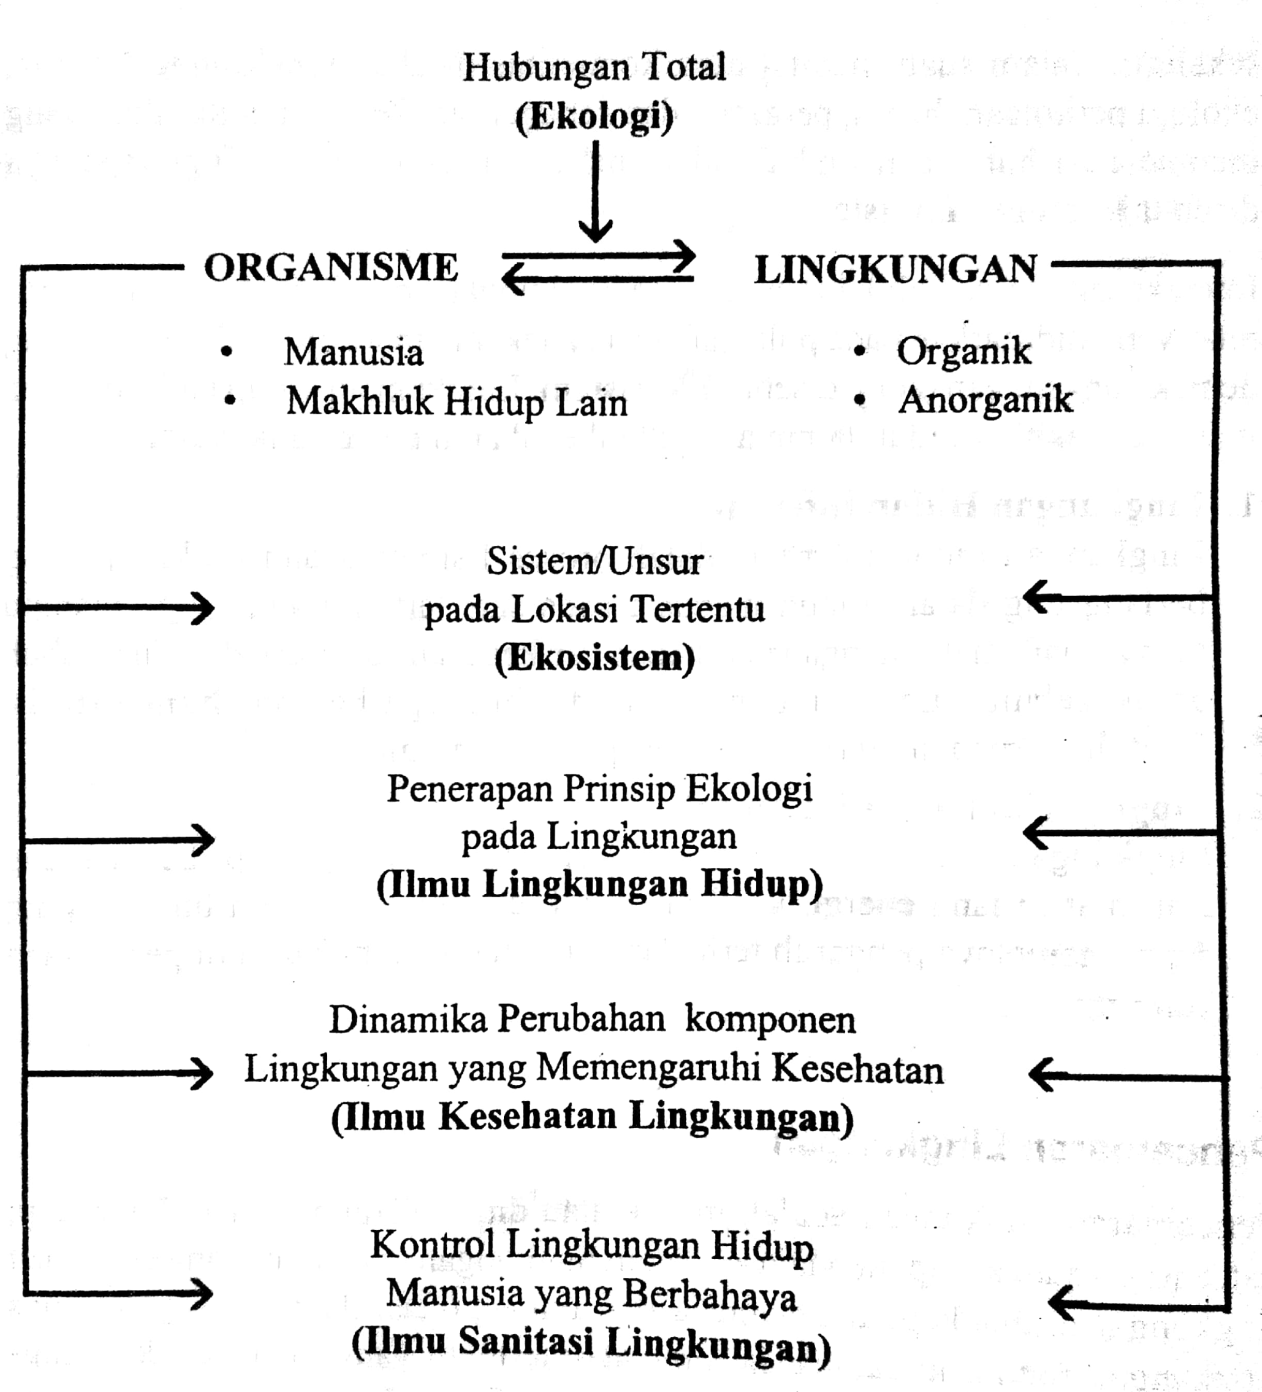 Hubungan Total
(Ekologi)
ORGANISME
LINGKUNGAN
• Manusia
• Makhluk Hidup Lain
• Organik
• Anorganik
Sistem/Unsur
pada Lokasi Tertentu
(Ekosistem)
Penerapan Prinsip Ekologi
pada Lingkungan
(Ilmu Lingkungan Hidup)
Dinamika Perubahan komponen
Lingkungan yang Memengaruhi Kesehatan
(Ilmu Kesehatan Lingkungan)
Kontrol Lingkungan Hidup
Manusia yang Berbahaya
(Ilmu Sanitasi Lingkungan)